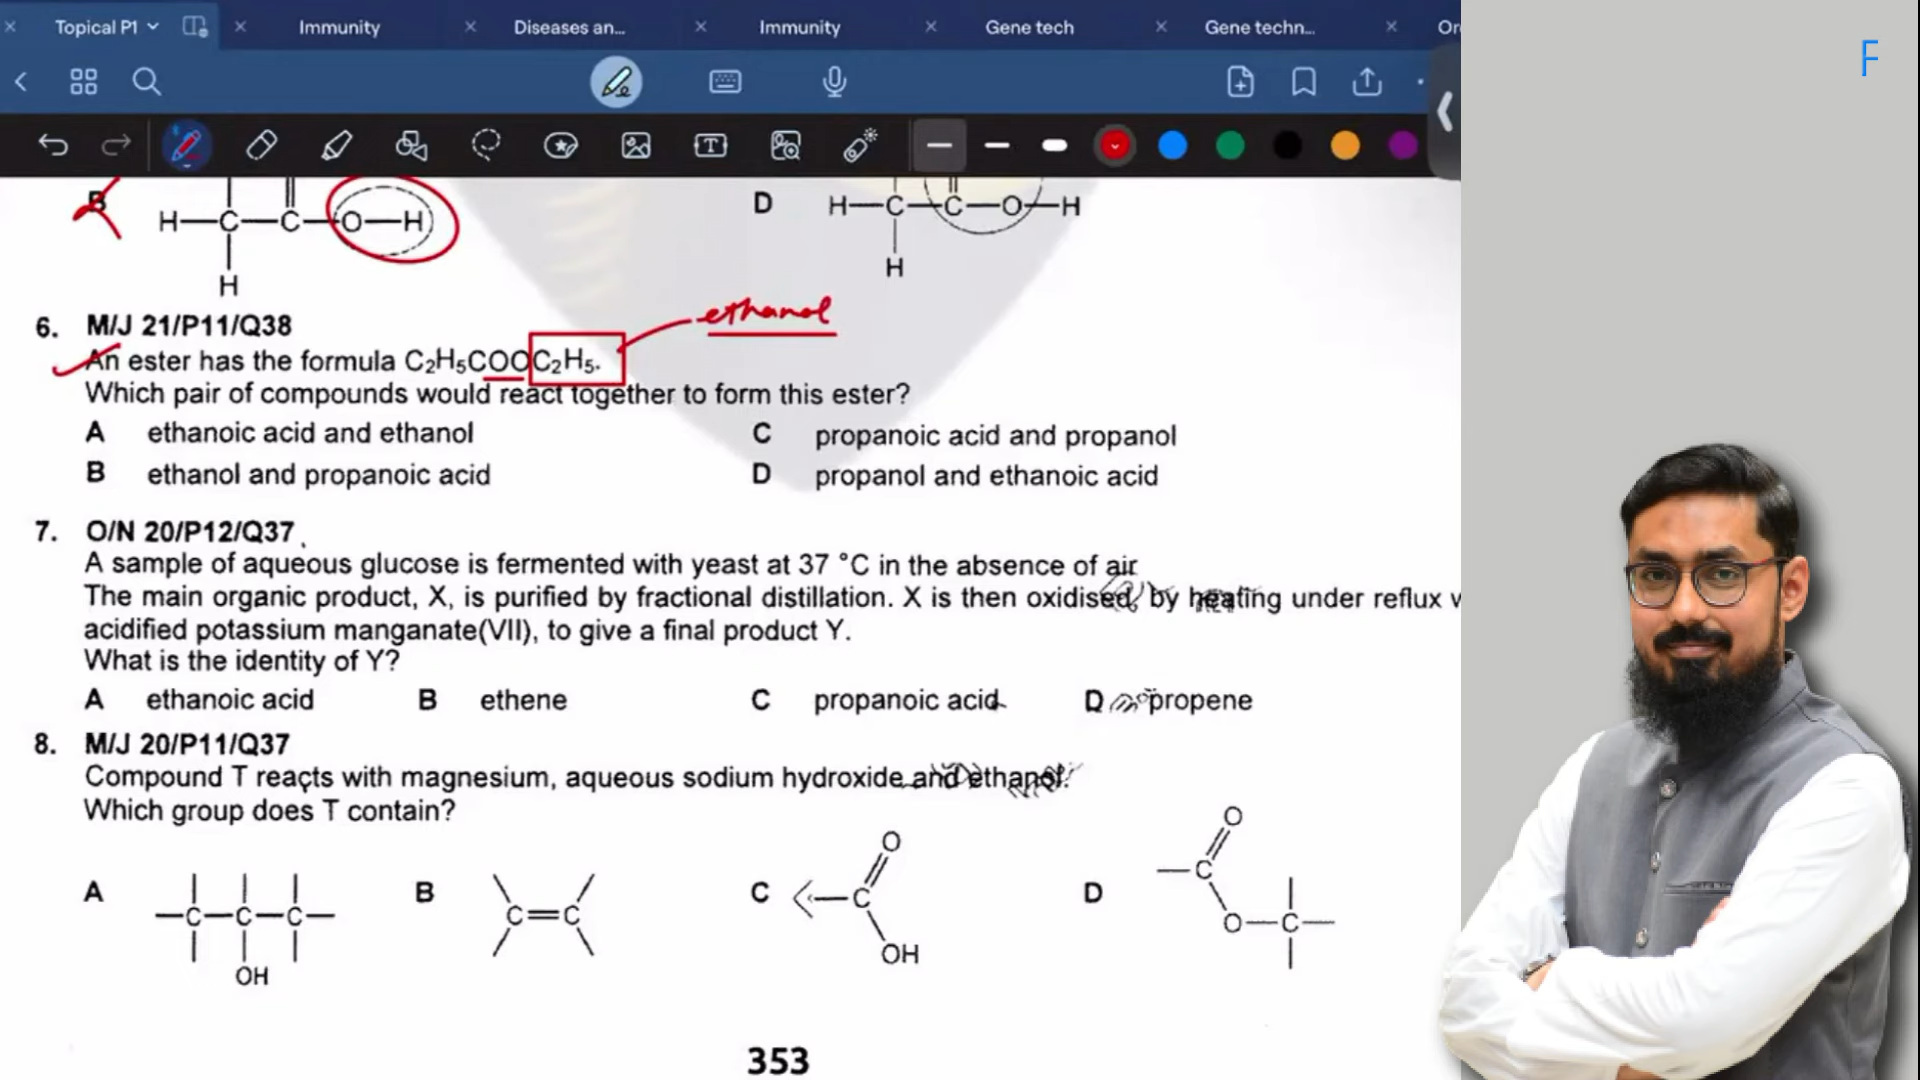 Topical P1
Immunity
Diseases an...
Immunity
Gene tech
Gene techn...
Or
F
B
H—C—C—O—H
H
D
H—C—C—O—H
H
ethanol
6. M/J 21/P11/Q38
An ester has the formula C₂H₅COOC₂H₅.
Which pair of compounds would react together to form this ester?
A ethanoic acid and ethanol
C propanoic acid and propanol
B ethanol and propanoic acid
D propanol and ethanoic acid
7. O/N 20/P12/Q37
A sample of aqueous glucose is fermented with yeast at 37 °C in the absence of air
The main organic product, X, is purified by fractional distillation. X is then oxidised, by heating under reflux
acidified potassium manganate(VII), to give a final product Y.
What is the identity of Y?
A ethanoic acid B ethene C propanoic acid D propene
8. M/J 20/P11/Q37
Compound T reacts with magnesium, aqueous sodium hydroxide and ethanol.
Which group does T contain?
A
—C—C—C—
OH
B
C=C
C
O
—C
OH
D
O
—C
O—C—
353